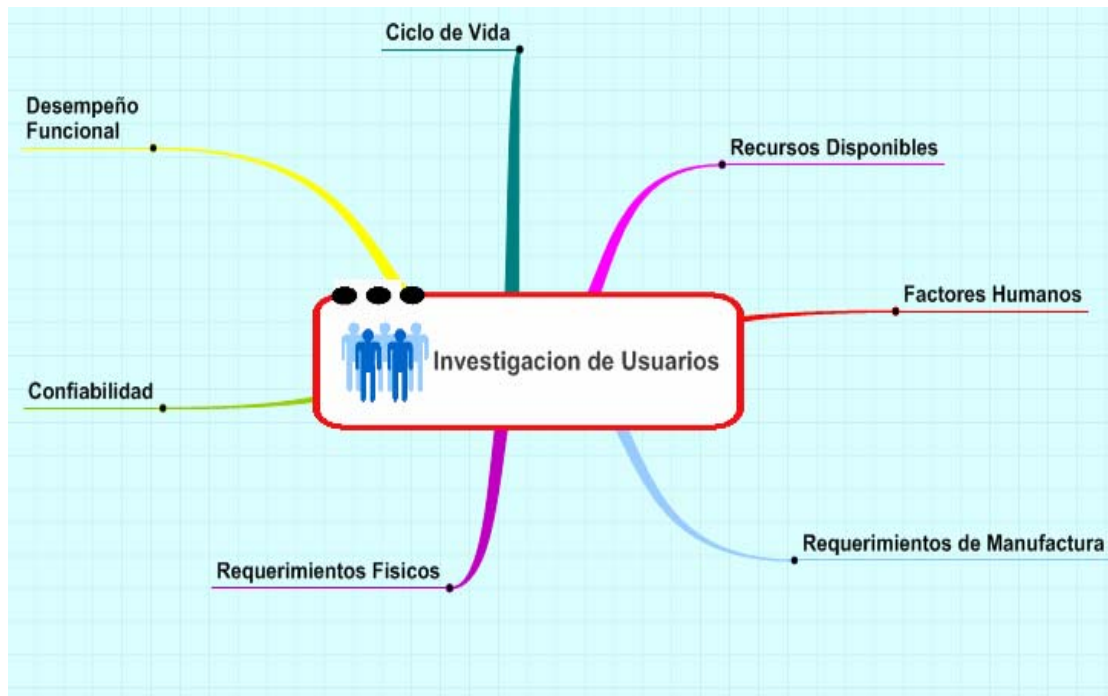 Ciclo de Vida
Desempeño
Funcional
Recursos Disponibles
Factores Humanos
Investigacion de Usuarios
Confiabilidad
Requerimientos de Manufactura
Requerimientos Fisicos